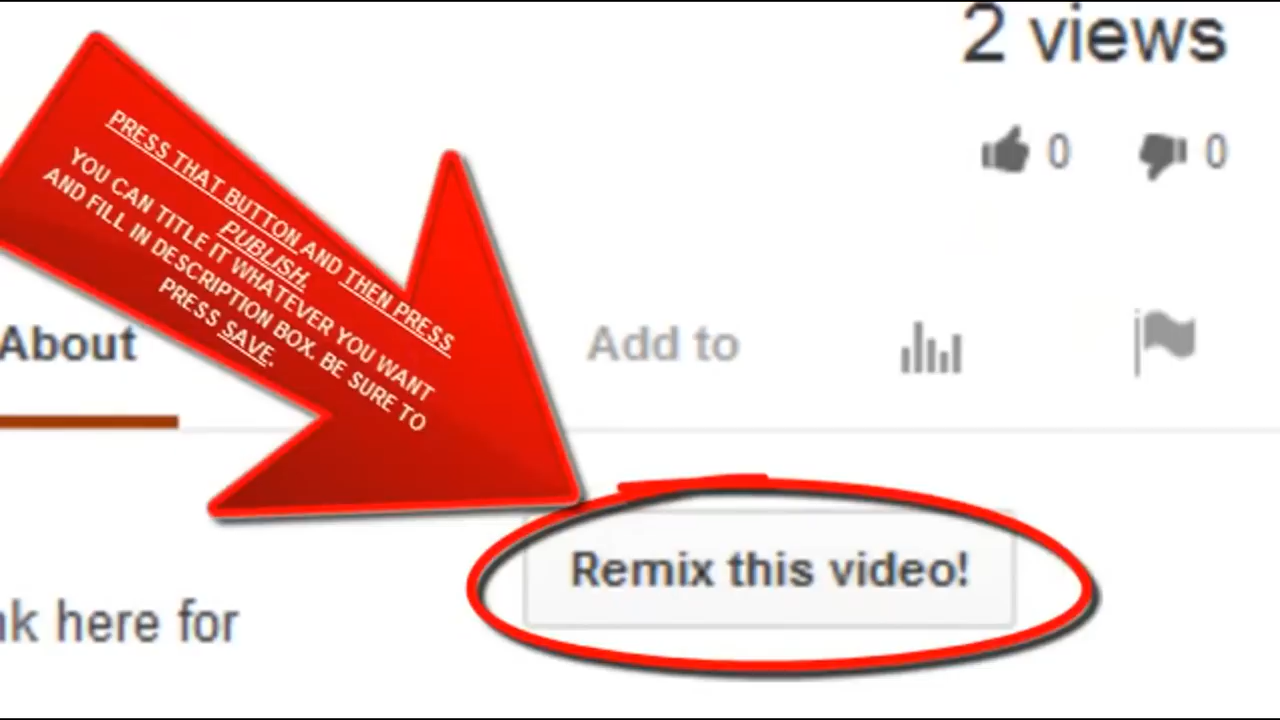 2 views
0 0
PRESS THAT BUTTON AND THEN PRESS
PUBLISH.
YOU CAN TITLE IT WHATEVER YOU WANT
AND FILL IN DESCRIPTION BOX. BE SURE TO
PRESS SAVE.
About Add to
Remix this video!
nk here for